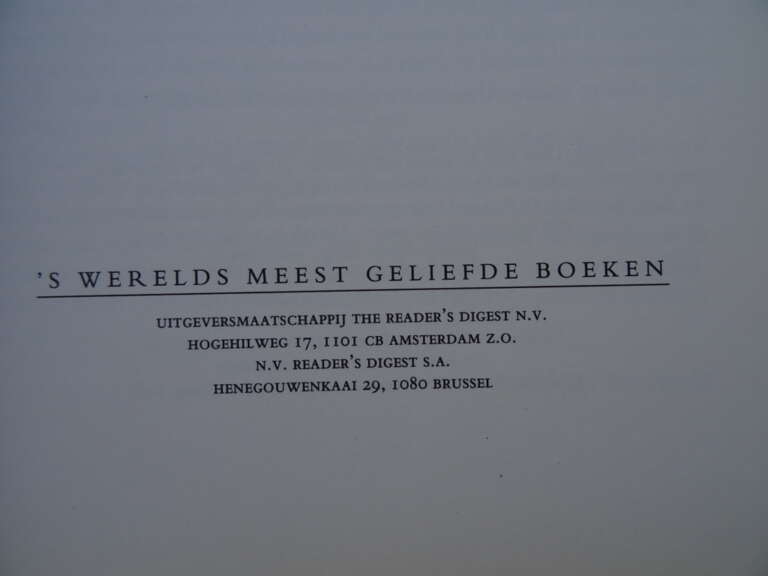 'S WERELDS MEEST GELIEFDE BOEKEN
UITGEVERSMAATSCHAPPIJ THE READER'S DIGEST N.V.
HOGEHILWEG 17, 1101 CB AMSTERDAM Z.O.
N.V. READER'S DIGEST S.A.
HENEGOUWENKAAI 29, 1080 BRUSSEL